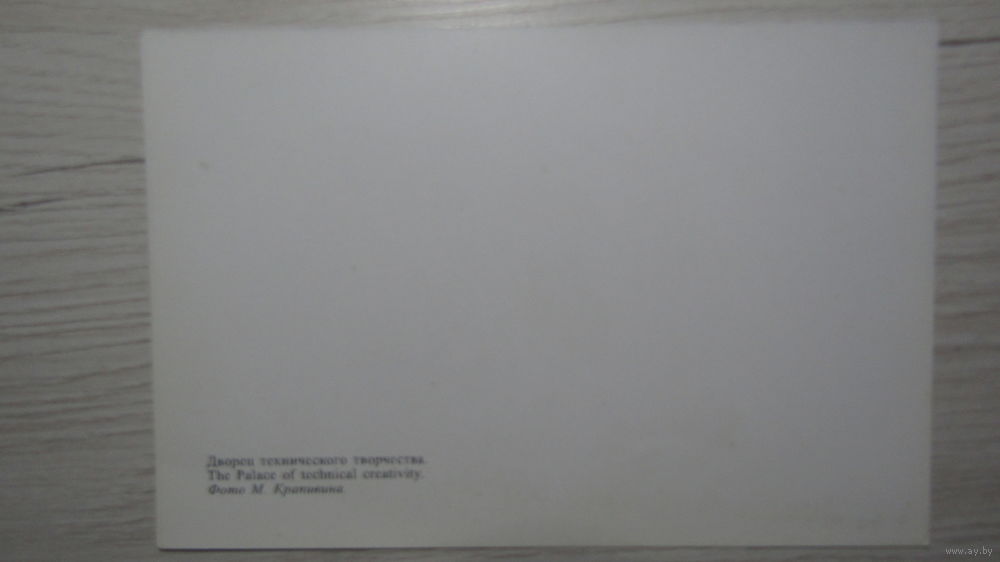 Дворец технического творчества.
The Palace of technical creativity.
Фото М. Крапивина.
www.ay.by